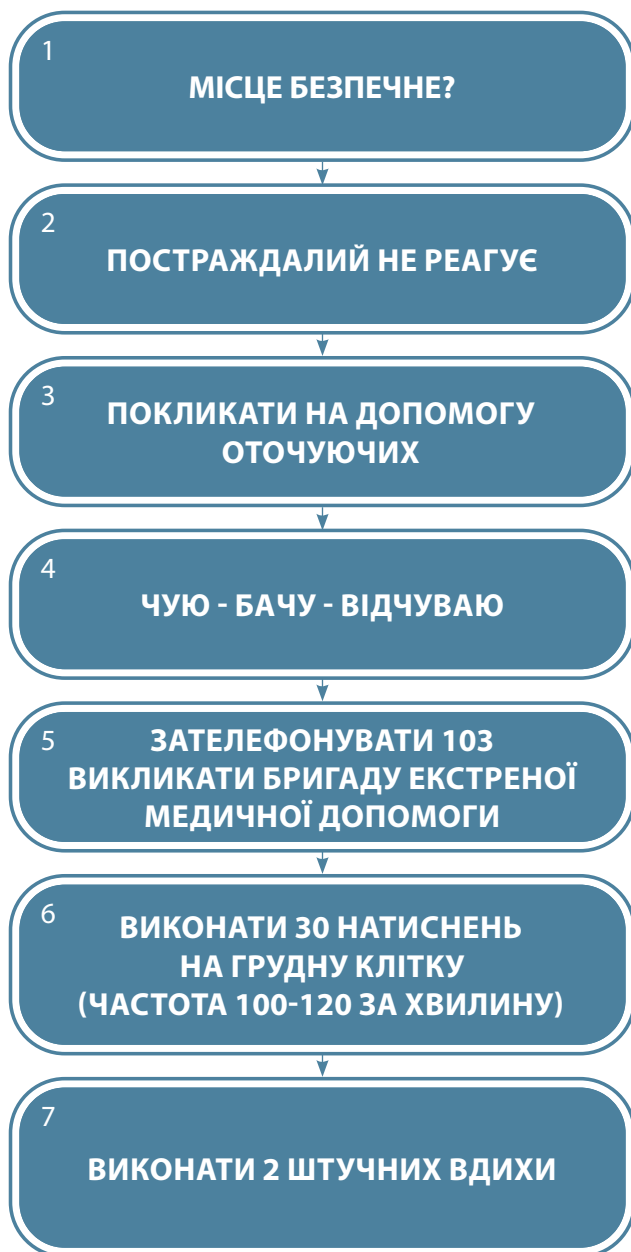 1
МІСЦЕ БЕЗПЕЧНЕ?
2
ПОСТРАЖДАЛИЙ НЕ РЕАГУЄ
3
ПОКЛИКАТИ НА ДОПОМОГУ
ОТОЧУЮЧИХ
4
ЧУЮ - БАЧУ - ВІДЧУВАЮ
5
ЗАТЕЛЕФОНУВАТИ 103
ВИКЛИКАТИ БРИГАДУ ЕКСТРЕНОЇ
МЕДИЧНОЇ ДОПОМОГИ
6
ВИКОНАТИ 30 НАТИСНЕНЬ
НА ГРУДНУ КЛІТКУ
(ЧАСТОТА 100-120 ЗА ХВИЛИНУ)
7
ВИКОНАТИ 2 ШТУЧНИХ ВДИХИ